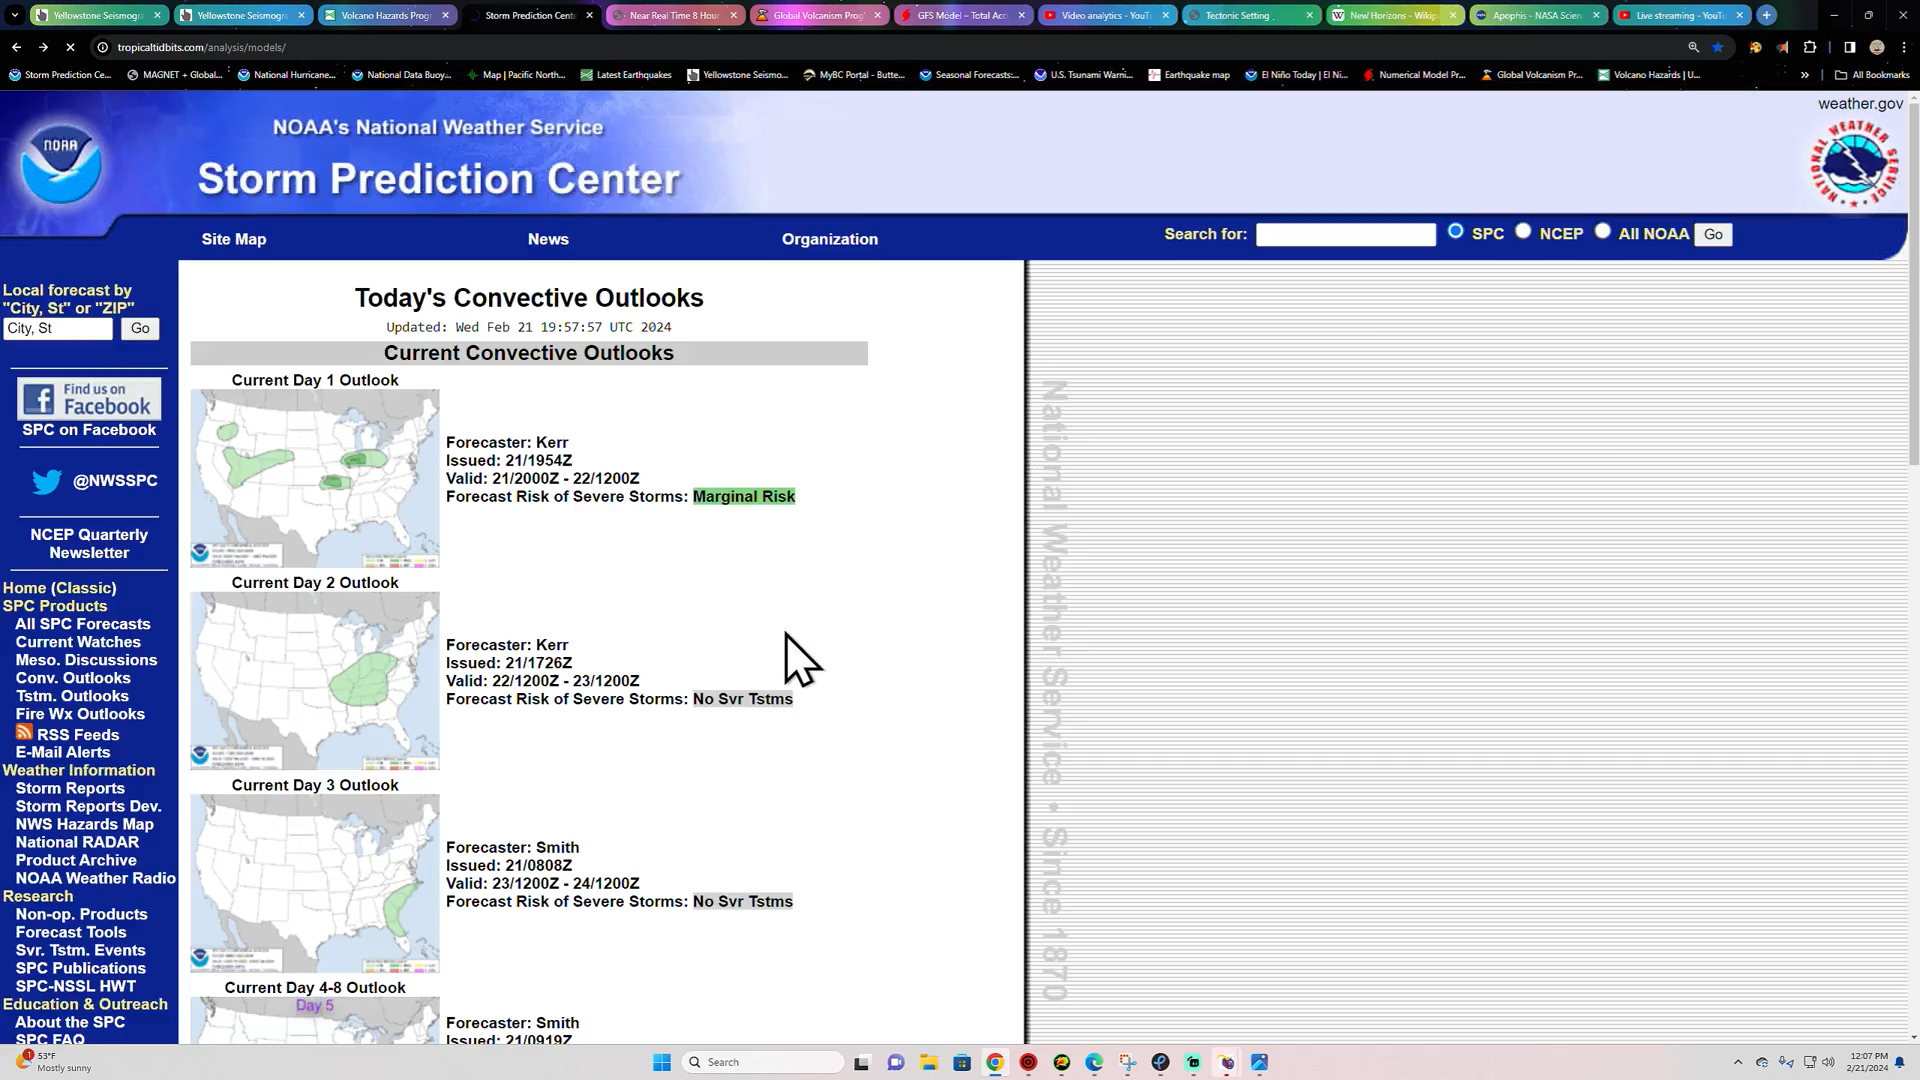 Yellowstone Seismogra
Yellowstone Seismogra
Volcano Hazards Prog
Storm Prediction Cente
Near Real Time 8 Hour
Global Volcanism Prog
GFS Model – Total Acc
Video analytics - YouT
Tectonic Setting
New Horizons - Wikip
Apophis - NASA Scien
Live streaming - YouTu
tropicaltidbits.com/analysis/models/
Storm Prediction Ce...
MAGNET + Global...
National Hurricane...
National Data Buoy...
Map | Pacific North...
Latest Earthquakes
Yellowstone Seismo...
MyBC Portal - Butte...
Seasonal Forecasts:...
U.S. Tsunami Warni...
Earthquake map
El Niño Today | El Ni...
Numerical Model Pr...
Global Volcanism Pr...
Volcano Hazards | U...
All Bookmarks
weather.gov
NOAA
NOAA's National Weather Service
Storm Prediction Center
NATIONAL WEATHER SERVICE
Site Map
News
Organization
Search for:
SPC
NCEP
All NOAA
Go
Local forecast by
"City, St" or "ZIP"
City, St
Go
Find us on
Facebook
SPC on Facebook
@NWSSPC
NCEP Quarterly
Newsletter
Home (Classic)
SPC Products
All SPC Forecasts
Current Watches
Meso. Discussions
Conv. Outlooks
Tstm. Outlooks
Fire Wx Outlooks
RSS Feeds
E-Mail Alerts
Weather Information
Storm Reports
Storm Reports Dev.
NWS Hazards Map
National RADAR
Product Archive
NOAA Weather Radio
Research
Non-op. Products
Forecast Tools
Svr. Tstm. Events
SPC Publications
SPC-NSSL HWT
Education & Outreach
About the SPC
SPC FAQ
Today's Convective Outlooks
Updated: Wed Feb 21 19:57:57 UTC 2024
Current Convective Outlooks
Current Day 1 Outlook
Forecaster: Kerr
Issued: 21/1954Z
Valid: 21/2000Z - 22/1200Z
Forecast Risk of Severe Storms: Marginal Risk
Current Day 2 Outlook
Forecaster: Kerr
Issued: 21/1726Z
Valid: 22/1200Z - 23/1200Z
Forecast Risk of Severe Storms: No Svr Tstms
Current Day 3 Outlook
Forecaster: Smith
Issued: 21/0808Z
Valid: 23/1200Z - 24/1200Z
Forecast Risk of Severe Storms: No Svr Tstms
Current Day 4-8 Outlook
Day 5
Forecaster: Smith
Issued: 21/0919Z
National Weather Service • Since 1870
1
53°F
Mostly sunny
Search
12:07 PM
2/21/2024